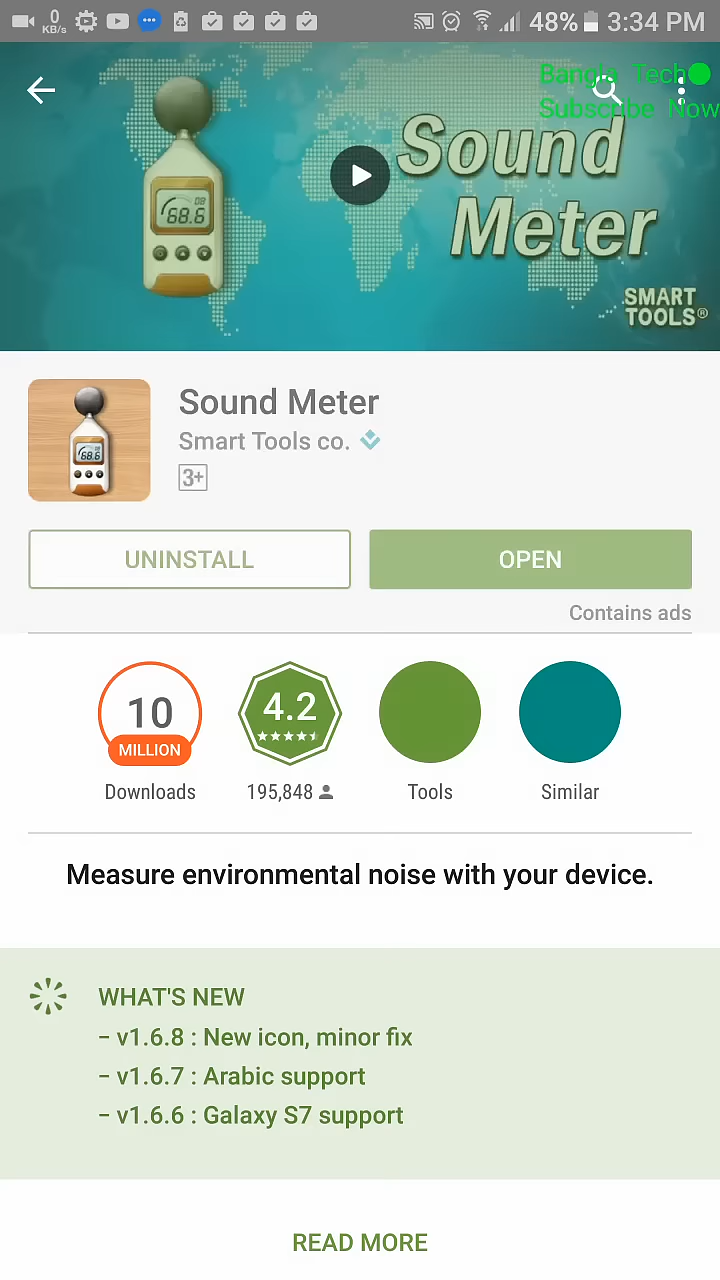 0
KB/s
48%
3:34 PM
Bangla Tech
Subscribe Now
Sound
Meter
DB
68.6
SMART
TOOLS®
68.6
Sound Meter
Smart Tools co.
3+
UNINSTALL
OPEN
Contains ads
10
MILLION
4.2
Downloads
195,848
Tools
Similar
Measure environmental noise with your device.
WHAT'S NEW
- v1.6.8 : New icon, minor fix
- v1.6.7 : Arabic support
- v1.6.6 : Galaxy S7 support
READ MORE